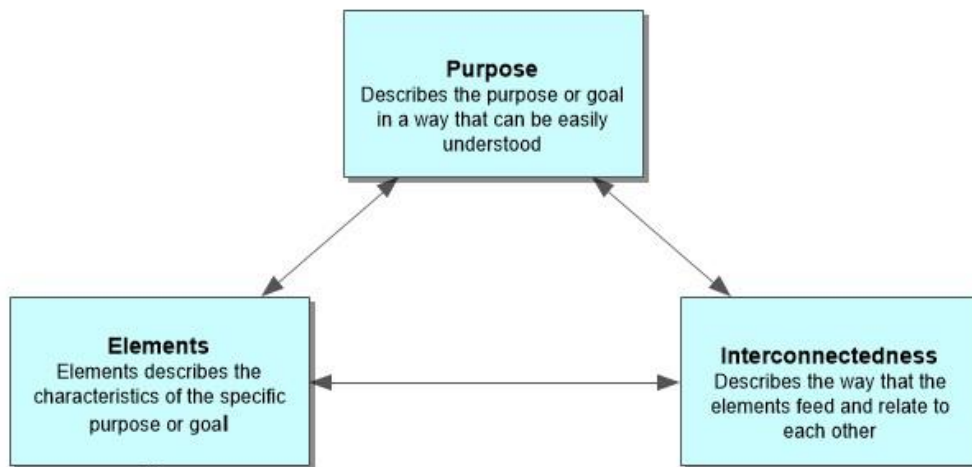 Purpose
Describes the purpose or goal
in a way that can be easily
understood
Elements
Elements describes the
characteristics of the specific
purpose or goal
Interconnectedness
Describes the way that the
elements feed and relate to
each other